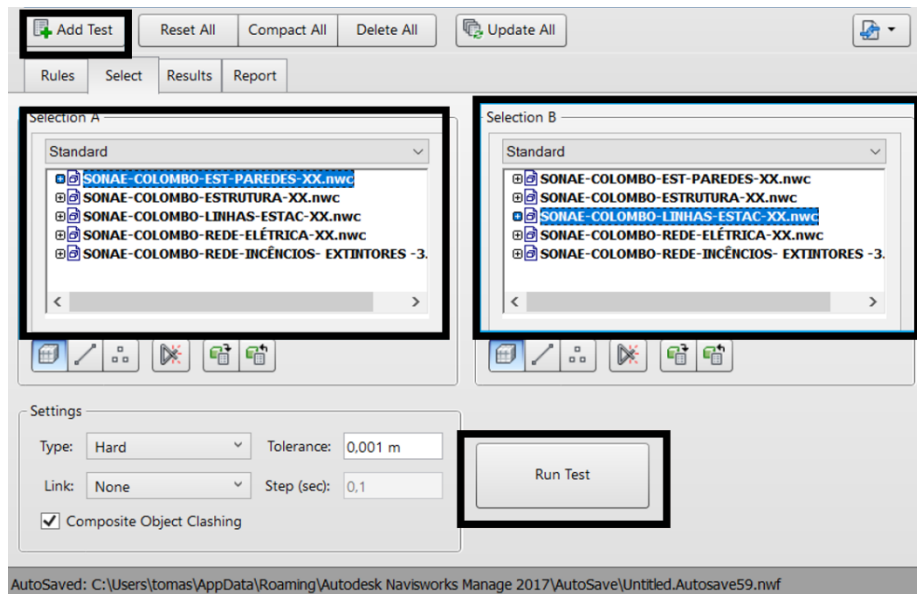 Add Test Reset All Compact All Delete All Update All
Rules Select Results Report
Selection A
Standard
SONAE-COLOMBO-EST-PAREDES-XX.nwc
SONAE-COLOMBO-ESTRUTURA-XX.nwc
SONAE-COLOMBO-LINHAS-ESTAC-XX.nwc
SONAE-COLOMBO-REDE-ELÉTRICA-XX.nwc
SONAE-COLOMBO-REDE-INCÊNCIOS- EXTINTORES -3.
Selection B
Standard
SONAE-COLOMBO-EST-PAREDES-XX.nwc
SONAE-COLOMBO-ESTRUTURA-XX.nwc
SONAE-COLOMBO-LINHAS-ESTAC-XX.nwc
SONAE-COLOMBO-REDE-ELÉTRICA-XX.nwc
SONAE-COLOMBO-REDE-INCÊNCIOS- EXTINTORES -3.
Settings
Type: Hard Tolerance: 0,001 m
Link: None Step (sec): 0,1
Composite Object Clashing
Run Test
AutoSaved: C:\Users\tomas\AppData\Roaming\Autodesk Navisworks Manage 2017\AutoSave\Untitled.Autosave59.nwf